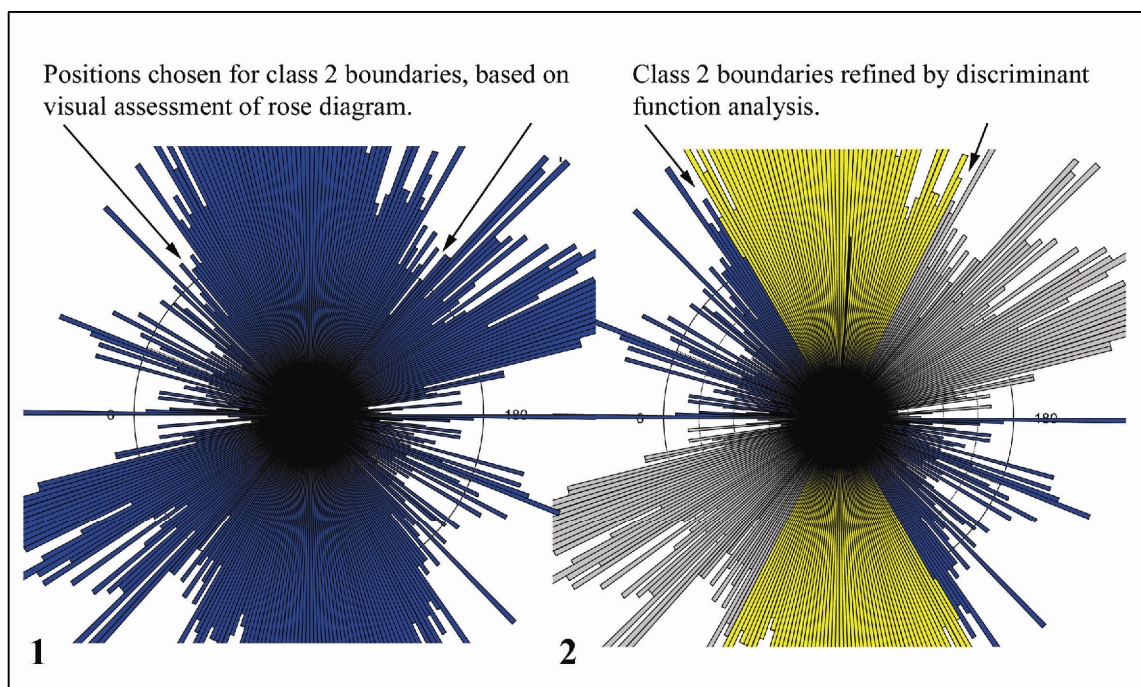 Positions chosen for class 2 boundaries, based on
visual assessment of rose diagram.
Class 2 boundaries refined by discriminant
function analysis.
0
180
0
180
1
2